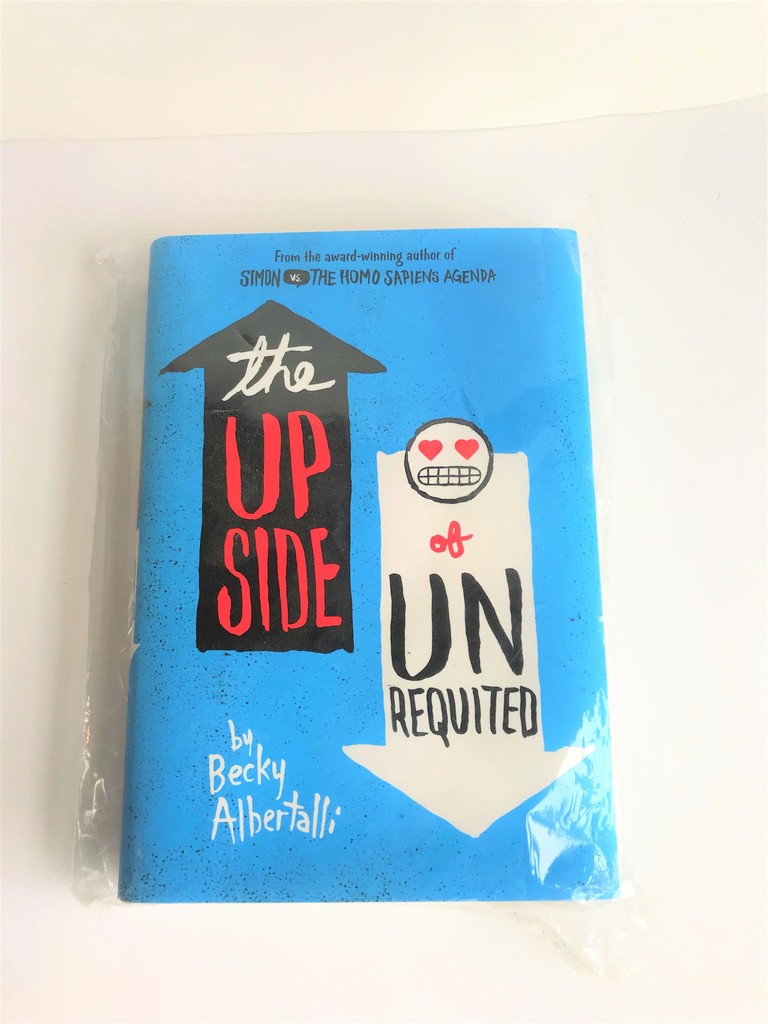 From the award-winning author of
SIMON VS. THE HOMO SAPIENS AGENDA
the
UP
SIDE
of
UN
REQUITED
by
Becky
Albertalli